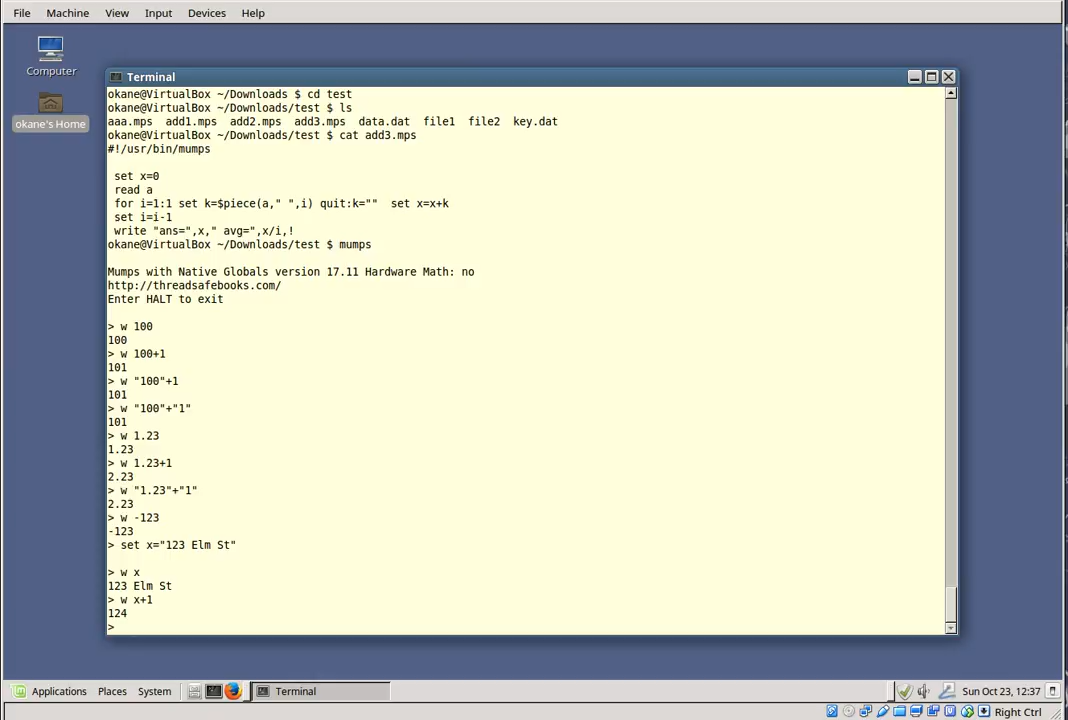 File Machine View Input Devices Help
Computer
okane's Home
Terminal
okane@VirtualBox ~/Downloads $ cd test
okane@VirtualBox ~/Downloads/test $ ls
aaa.mps  add1.mps  add2.mps  add3.mps  data.dat  file1  file2  key.dat
okane@VirtualBox ~/Downloads/test $ cat add3.mps
#!/usr/bin/mumps
 set x=0
 read a
 for i=1:1 set k=$piece(a," ",i) quit:k=""  set x=x+k
 set i=i-1
 write "ans=",x," avg=",x/i,!
okane@VirtualBox ~/Downloads/test $ mumps
Mumps with Native Globals version 17.11 Hardware Math: no
http://threadsafebooks.com/
Enter HALT to exit
> w 100
100
> w 100+1
101
> w "100"+1
101
> w "100"+"1"
101
> w 1.23
1.23
> w 1.23+1
2.23
> w "1.23"+"1"
2.23
> w -123
-123
> set x="123 Elm St"
> w x
123 Elm St
> w x+1
124
>
Applications Places System Terminal Sun Oct 23, 12:37
Right Ctrl